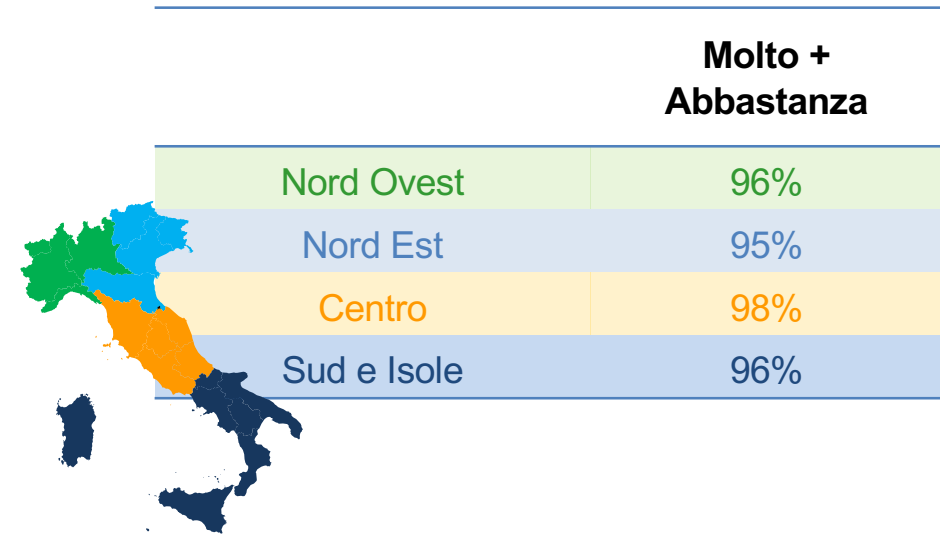 Molto +
Abbastanza
Nord Ovest 96%
Nord Est 95%
Centro 98%
Sud e Isole 96%